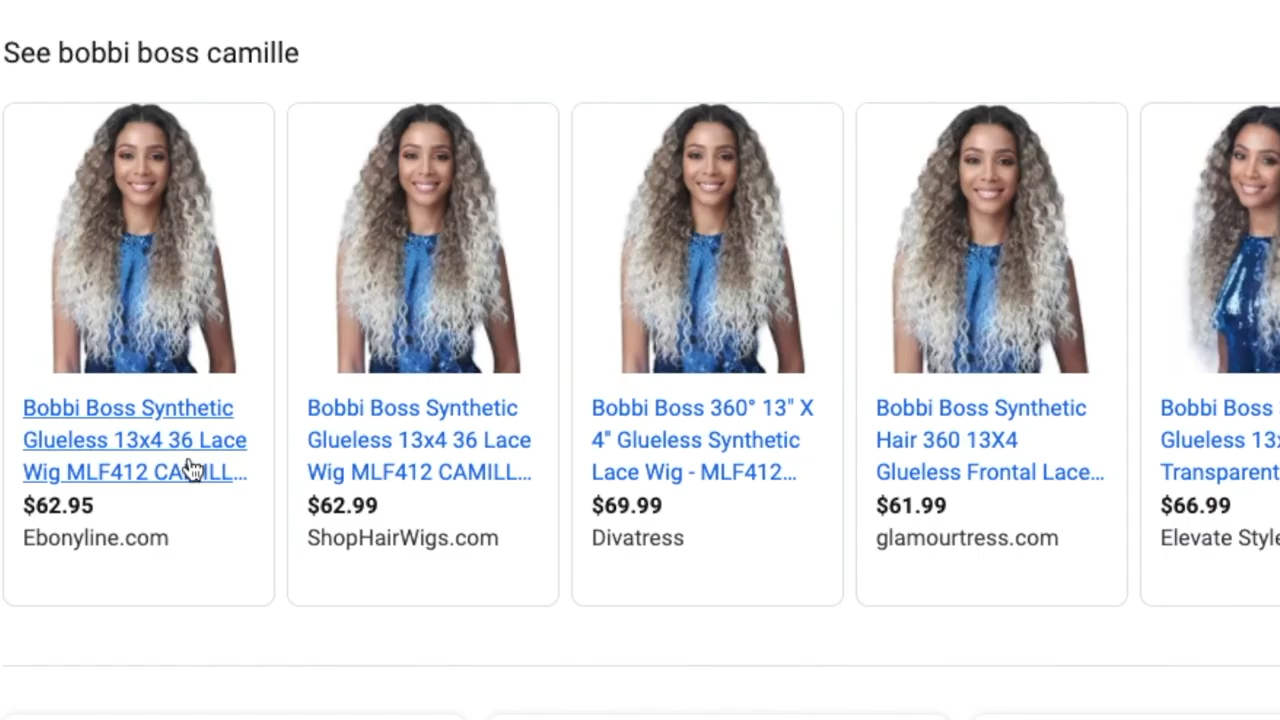 See bobbi boss camille
Bobbi Boss Synthetic
Glueless 13x4 36 Lace
Wig MLF412 CAMILL...
$62.95
Ebonyline.com
Bobbi Boss Synthetic
Glueless 13x4 36 Lace
Wig MLF412 CAMILL...
$62.99
ShopHairWigs.com
Bobbi Boss 360° 13" X
4" Glueless Synthetic
Lace Wig - MLF412...
$69.99
Divatress
Bobbi Boss Synthetic
Hair 360 13X4
Glueless Frontal Lace...
$61.99
glamourtress.com
Bobbi Boss
Glueless
Transparent
$66.99
Elevate